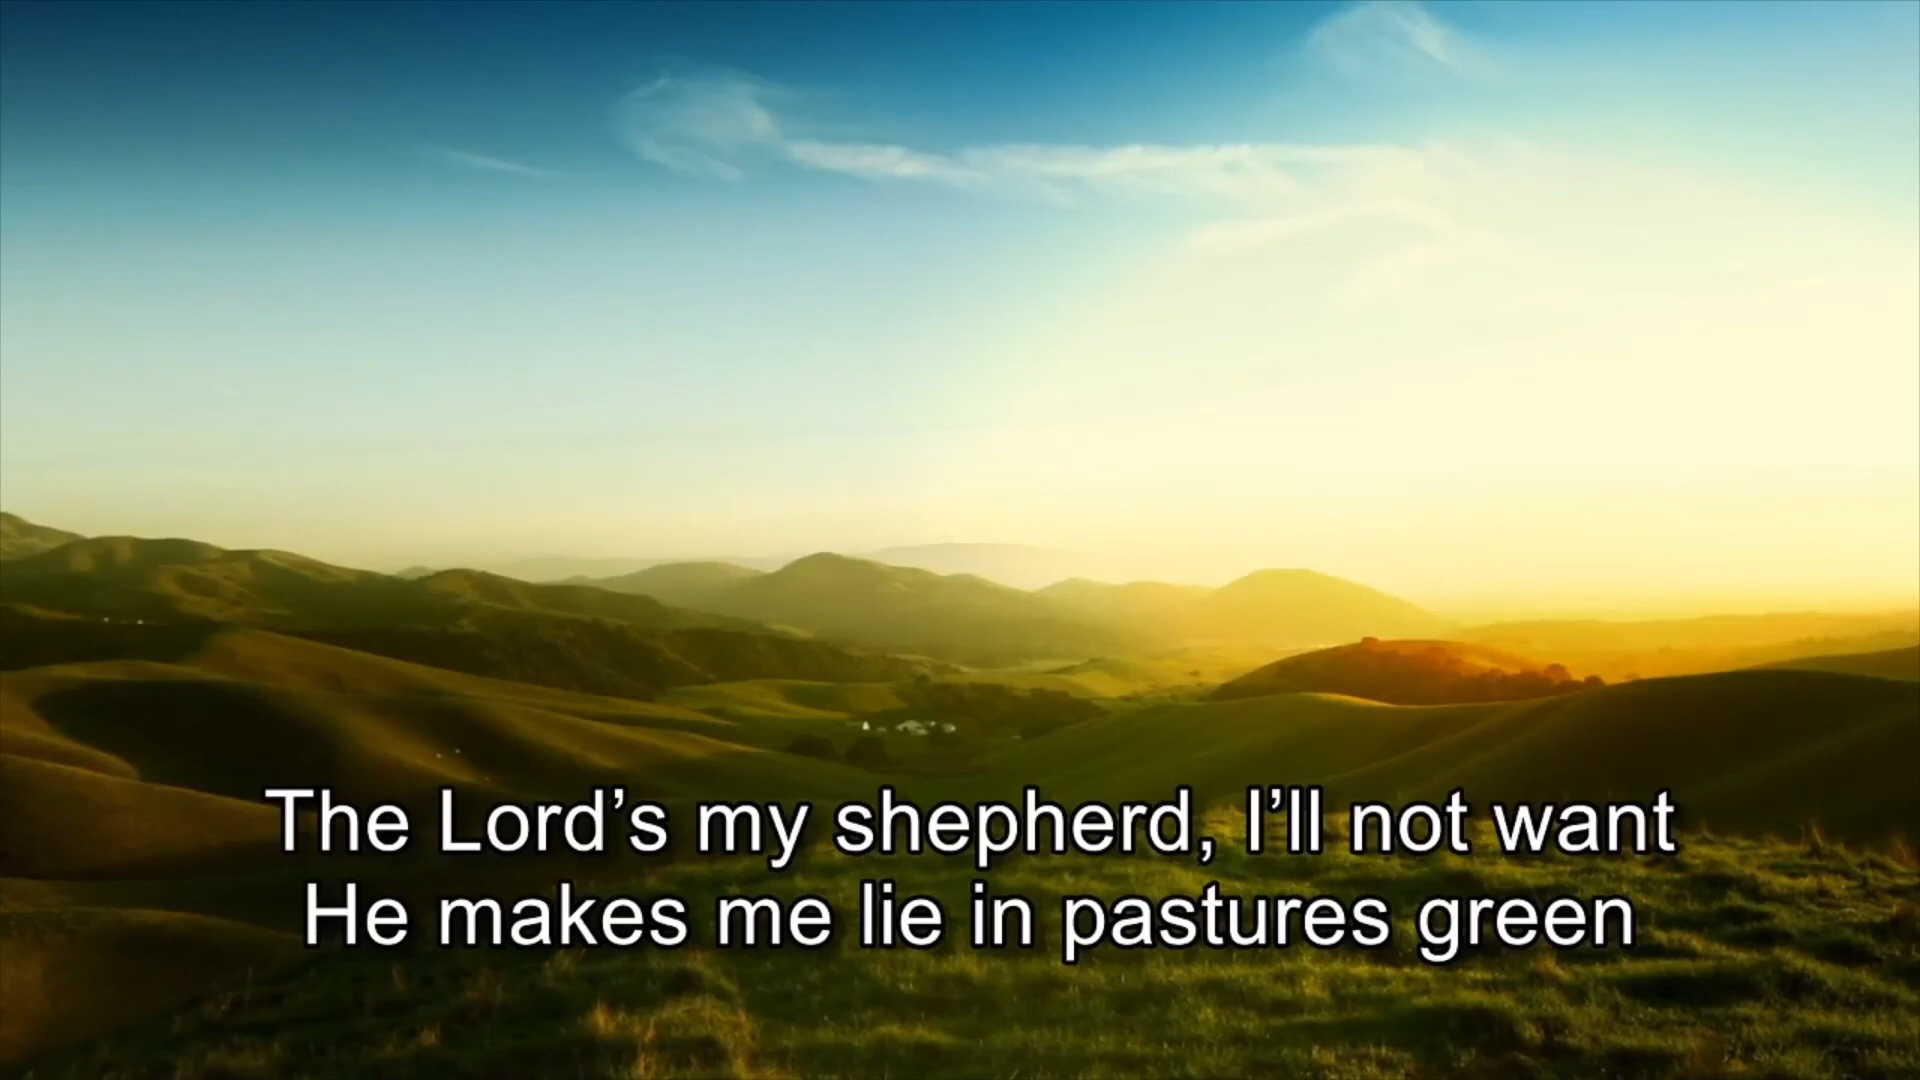 The Lord’s my shepherd, I’ll not want
He makes me lie in pastures green